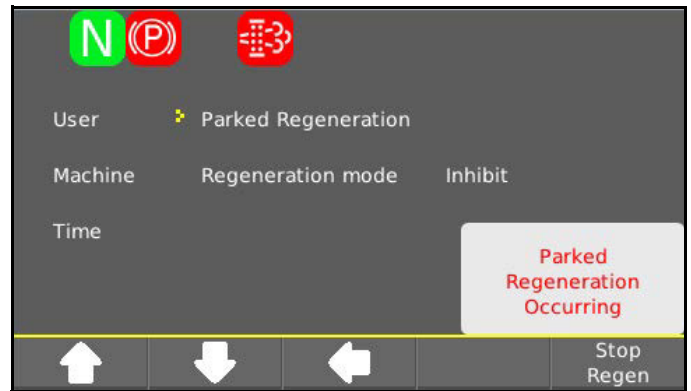 N (P)
User Parked Regeneration
Machine Regeneration mode Inhibit
Time
Parked
Regeneration
Occurring
Stop
Regen